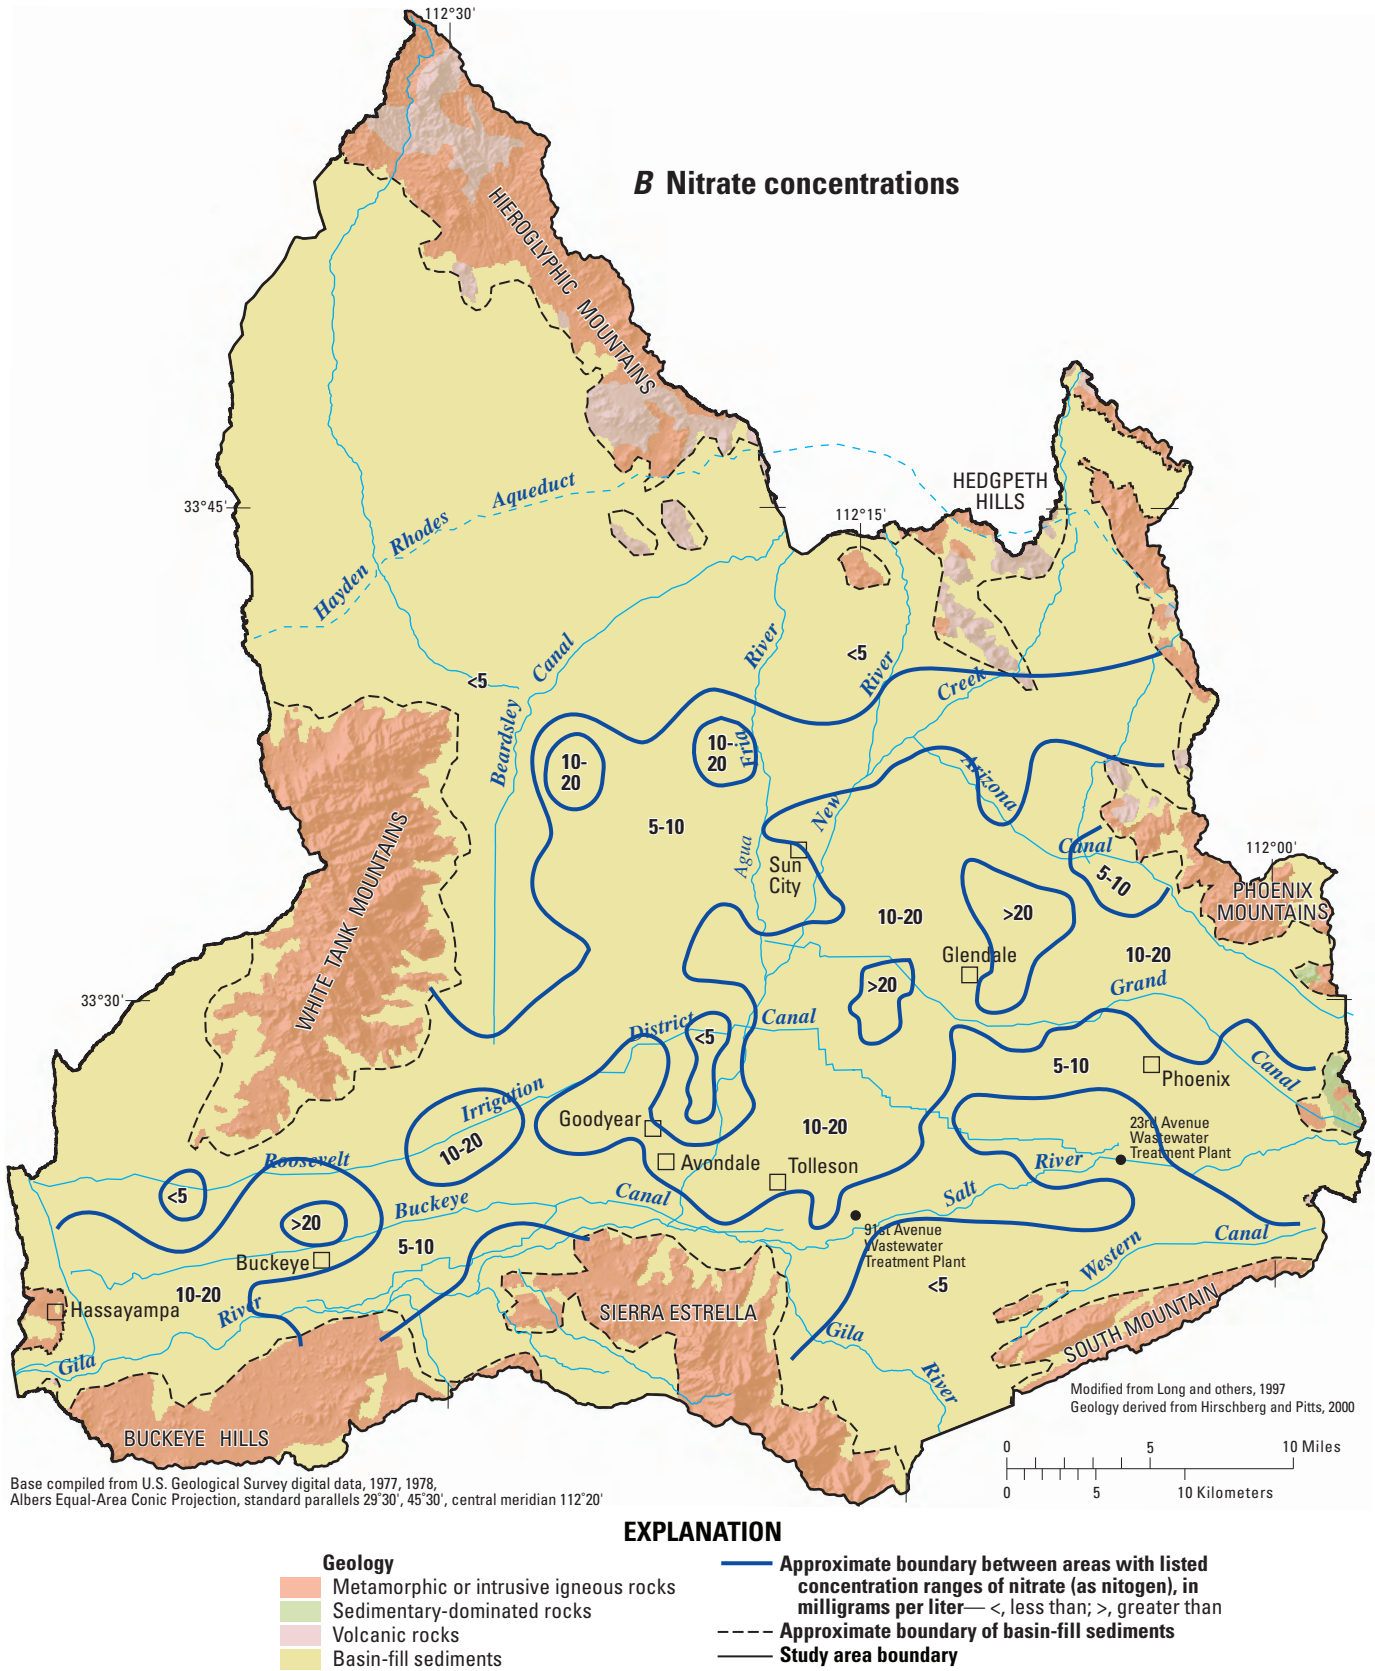 112°30'
B Nitrate concentrations
HIEROGLYPHIC MOUNTAINS
HEDGPETH
HILLS
33°45'
112°15'
Hayden Rhodes Aqueduct
Beardsley Canal
River
River
<5
<5
Creek
10-
20
10-
20
Fria
Arizona
Canal
5-10
New
Agua
Sun
City
112°00'
5-10
PHOENIX
MOUNTAINS
WHITE TANK MOUNTAINS
10-20
>20
10-20
Glendale
>20
Grand
Canal
33°30'
District
Canal
<5
5-10
Phoenix
Irrigation
Goodyear
10-20
23rd Avenue
Wastewater
Treatment Plant
10-20
Roosevelt
Avondale
Tolleson
River
<5
Buckeye
Canal
Salt
>20
91st Avenue
Wastewater
Treatment Plant
Western
Canal
Buckeye
5-10
<5
10-20
Hassayampa
River
SIERRA ESTRELLA
SOUTH MOUNTAIN
Gila
Gila
River
BUCKEYE HILLS
Modified from Long and others, 1997
Geology derived from Hirschberg and Pitts, 2000
0 5 10 Miles
0 5 10 Kilometers
Base compiled from U.S. Geological Survey digital data, 1977, 1978,
Albers Equal-Area Conic Projection, standard parallels 29°30', 45°30', central meridian 112°20'
EXPLANATION
Geology
Metamorphic or intrusive igneous rocks
Sedimentary-dominated rocks
Volcanic rocks
Basin-fill sediments
Approximate boundary between areas with listed
concentration ranges of nitrate (as nitogen), in
milligrams per liter— <, less than; >, greater than
Approximate boundary of basin-fill sediments
Study area boundary